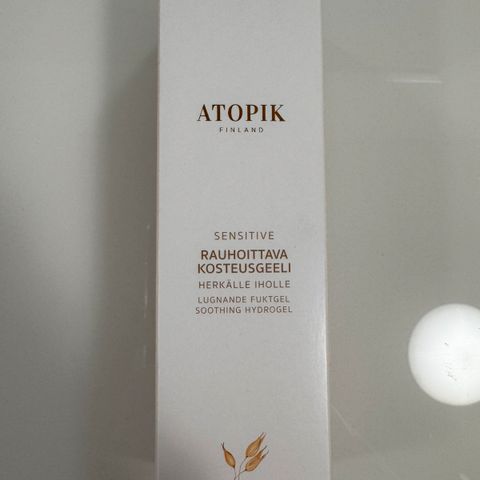 ATOPIK
FINLAND
SENSITIVE
RAUHOITTAVA
KOSTEUSGEELI
HERKÄLLE IHOLLE
LUGNANDE FUKTGEL
SOOTHING HYDROGEL